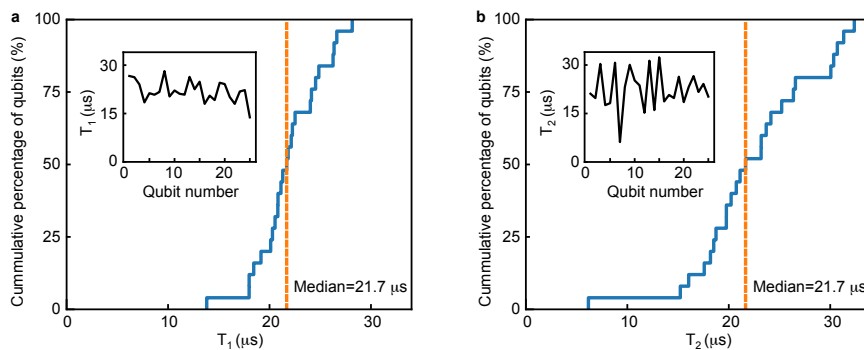 a
Cummulative percentage of qubits (%)
100
75
50
25
0
0
10
20
30
T1 (μs)
Median=21.7 μs
T1 (μs)
30
15
0
0
10
20
Qubit number
b
Cummulative percentage of qubits (%)
100
75
50
25
0
0
10
20
30
T2 (μs)
Median=21.7 μs
T2 (μs)
30
15
0
0
10
20
Qubit number